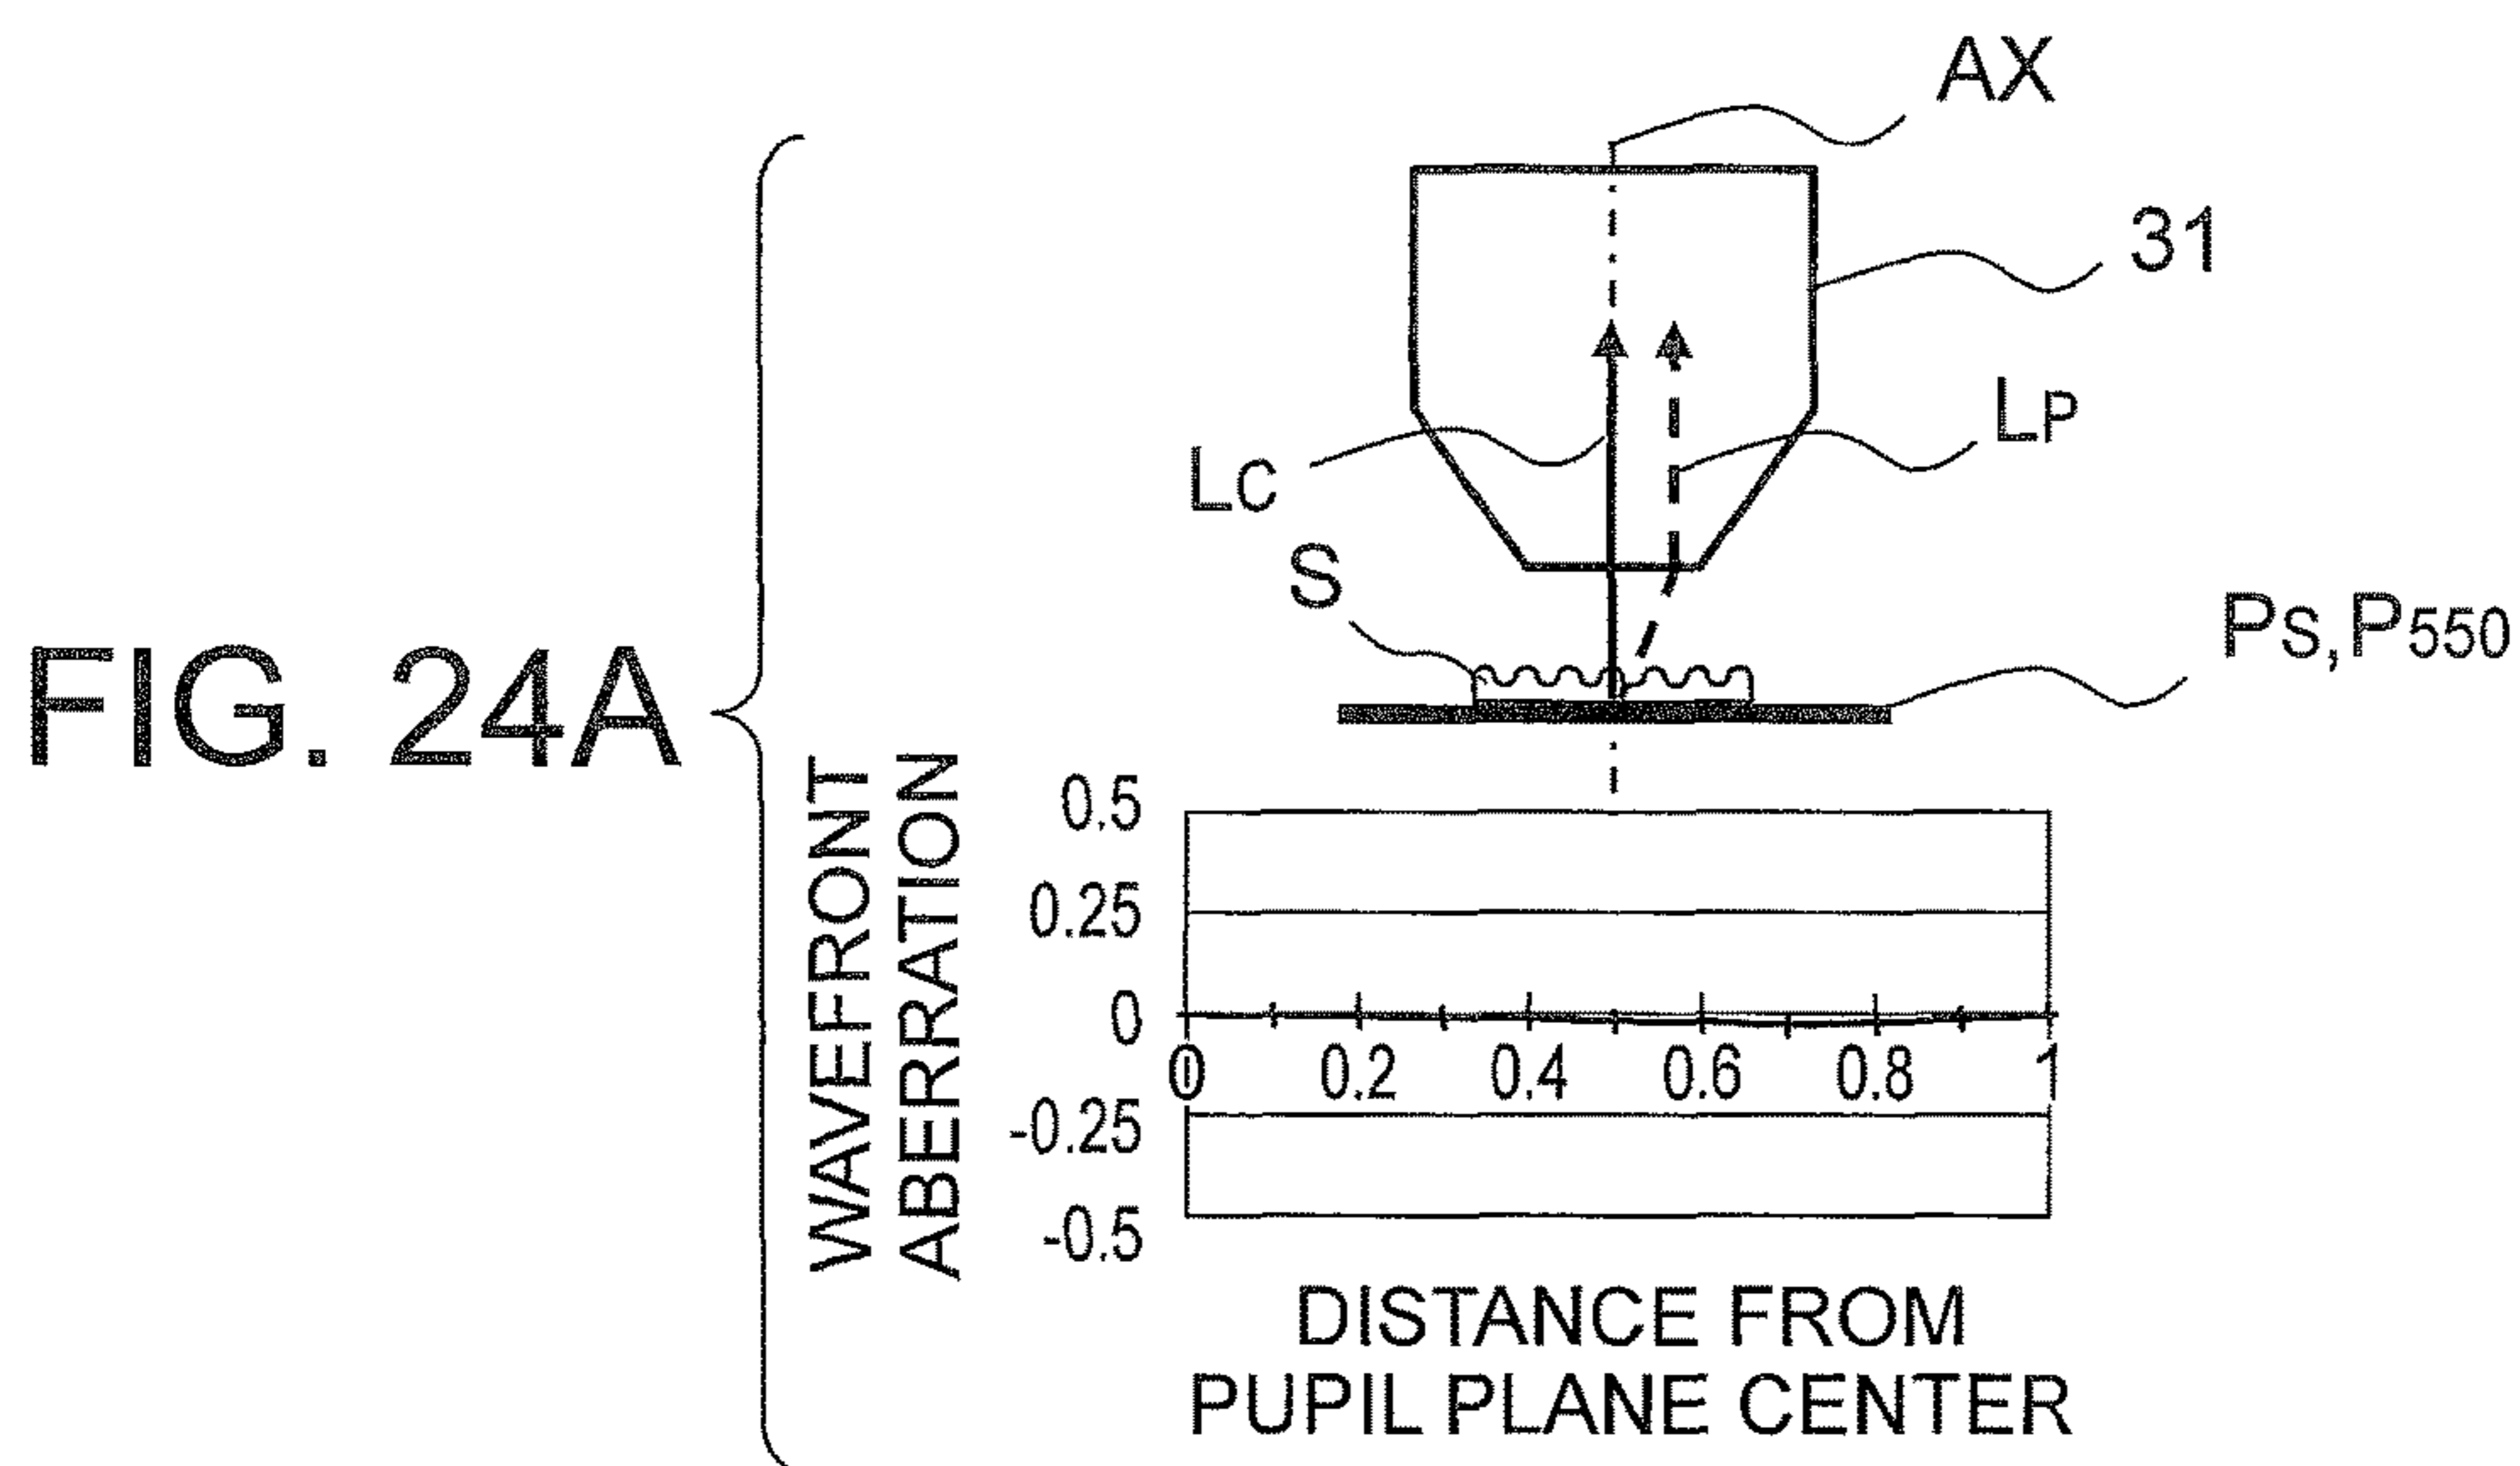 FIG. 24A
AX
31
LP
LC
S
PS, P550
WAVEFRONT
ABERRATION
0.5
0.25
0
-0.25
-0.5
0 0.2 0.4 0.6 0.8 1
DISTANCE FROM
PUPIL PLANE CENTER